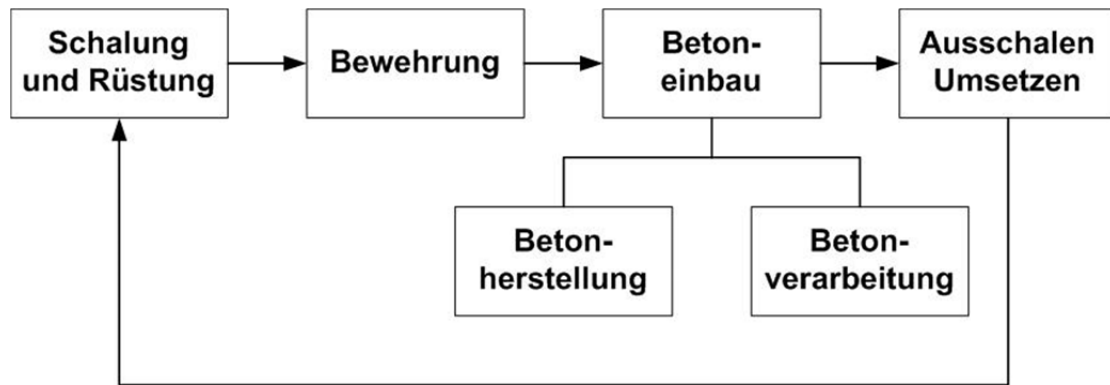 Schalung
und Rüstung
Bewehrung
Beton-
einbau
Ausschalen
Umsetzen
Beton-
herstellung
Beton-
verarbeitung